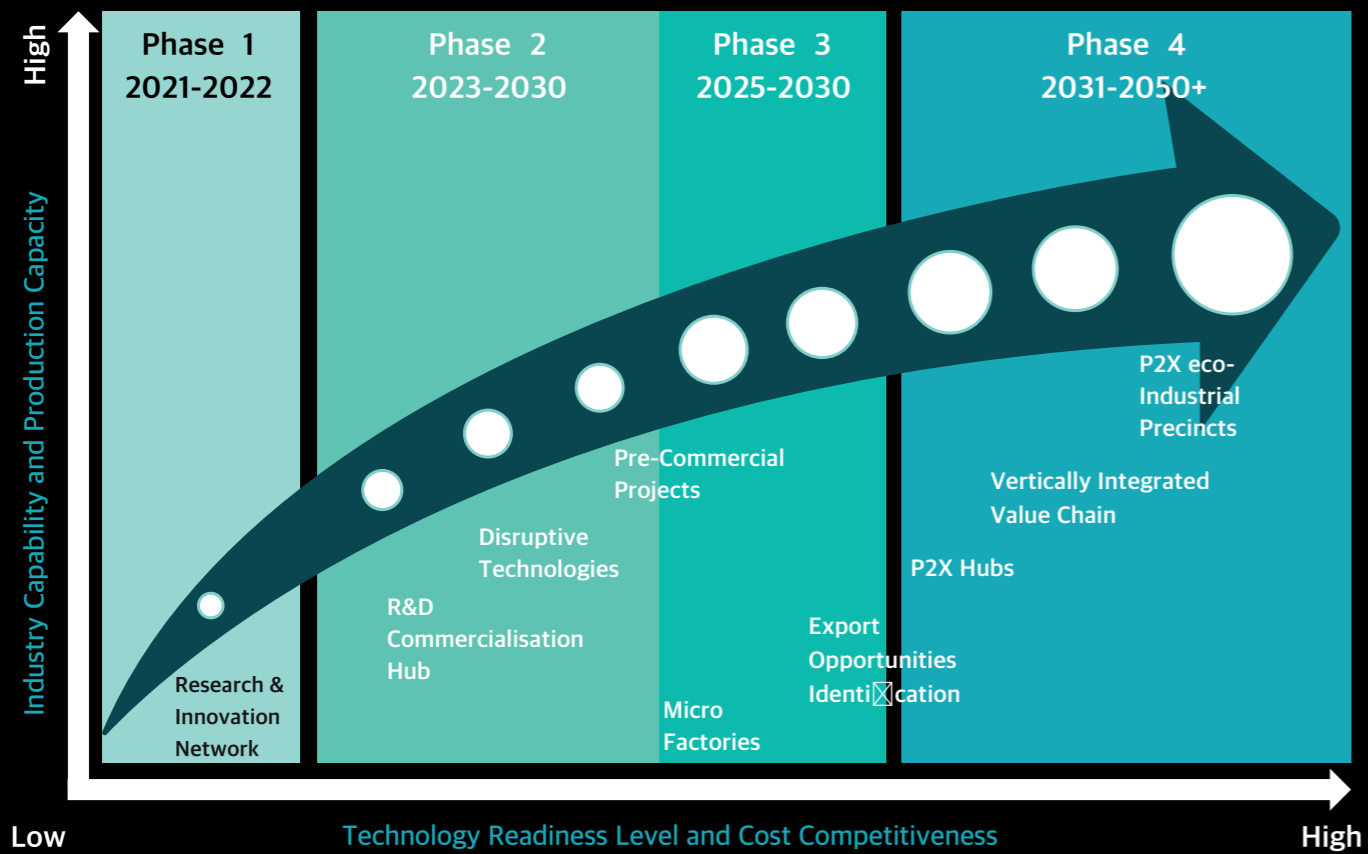 High
Industry Capability and Production Capacity
Phase 1
2021-2022
Phase 2
2023-2030
Phase 3
2025-2030
Phase 4
2031-2050+
Research &
Innovation
Network
R&D
Commercialisation
Hub
Disruptive
Technologies
Pre-Commercial
Projects
Micro
Factories
Export
Opportunities
Identi☒cation
P2X Hubs
Vertically Integrated
Value Chain
P2X eco-
Industrial
Precincts
Low
Technology Readiness Level and Cost Competitiveness
High